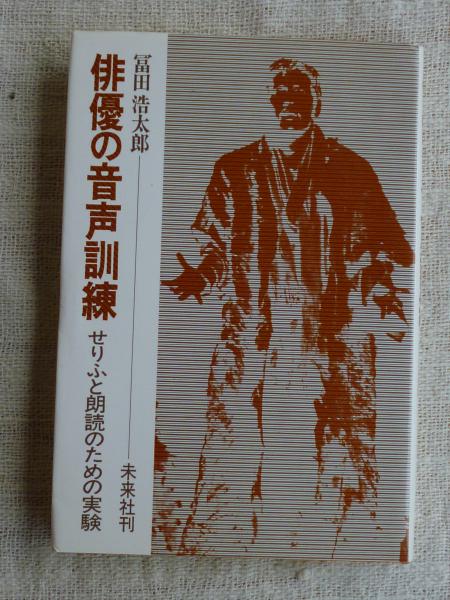 冨田 浩太郎
未来社刊
俳優の音声訓練
せりふと朗読のための実験